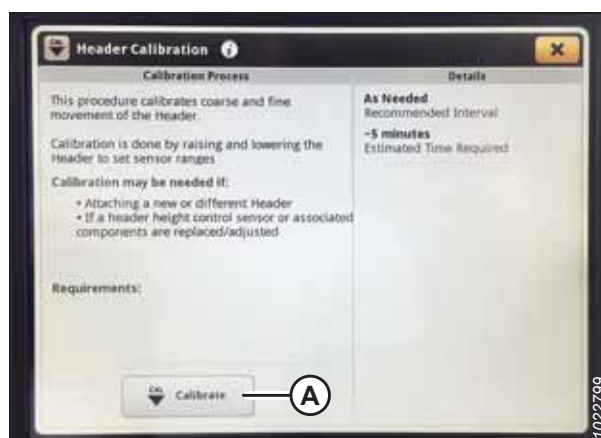 CAL
Header Calibration i
Calibration Process
Details
This procedure calibrates coarse and fine
movement of the Header.
Calibration is done by raising and lowering the
Header to set sensor ranges
Calibration may be needed if:
• Attaching a new or different Header
• If a header height control sensor or associated
components are replaced/adjusted
Requirements:
As Needed
Recommended Interval
~5 minutes
Estimated Time Required
CAL
Calibrate
A
1022799